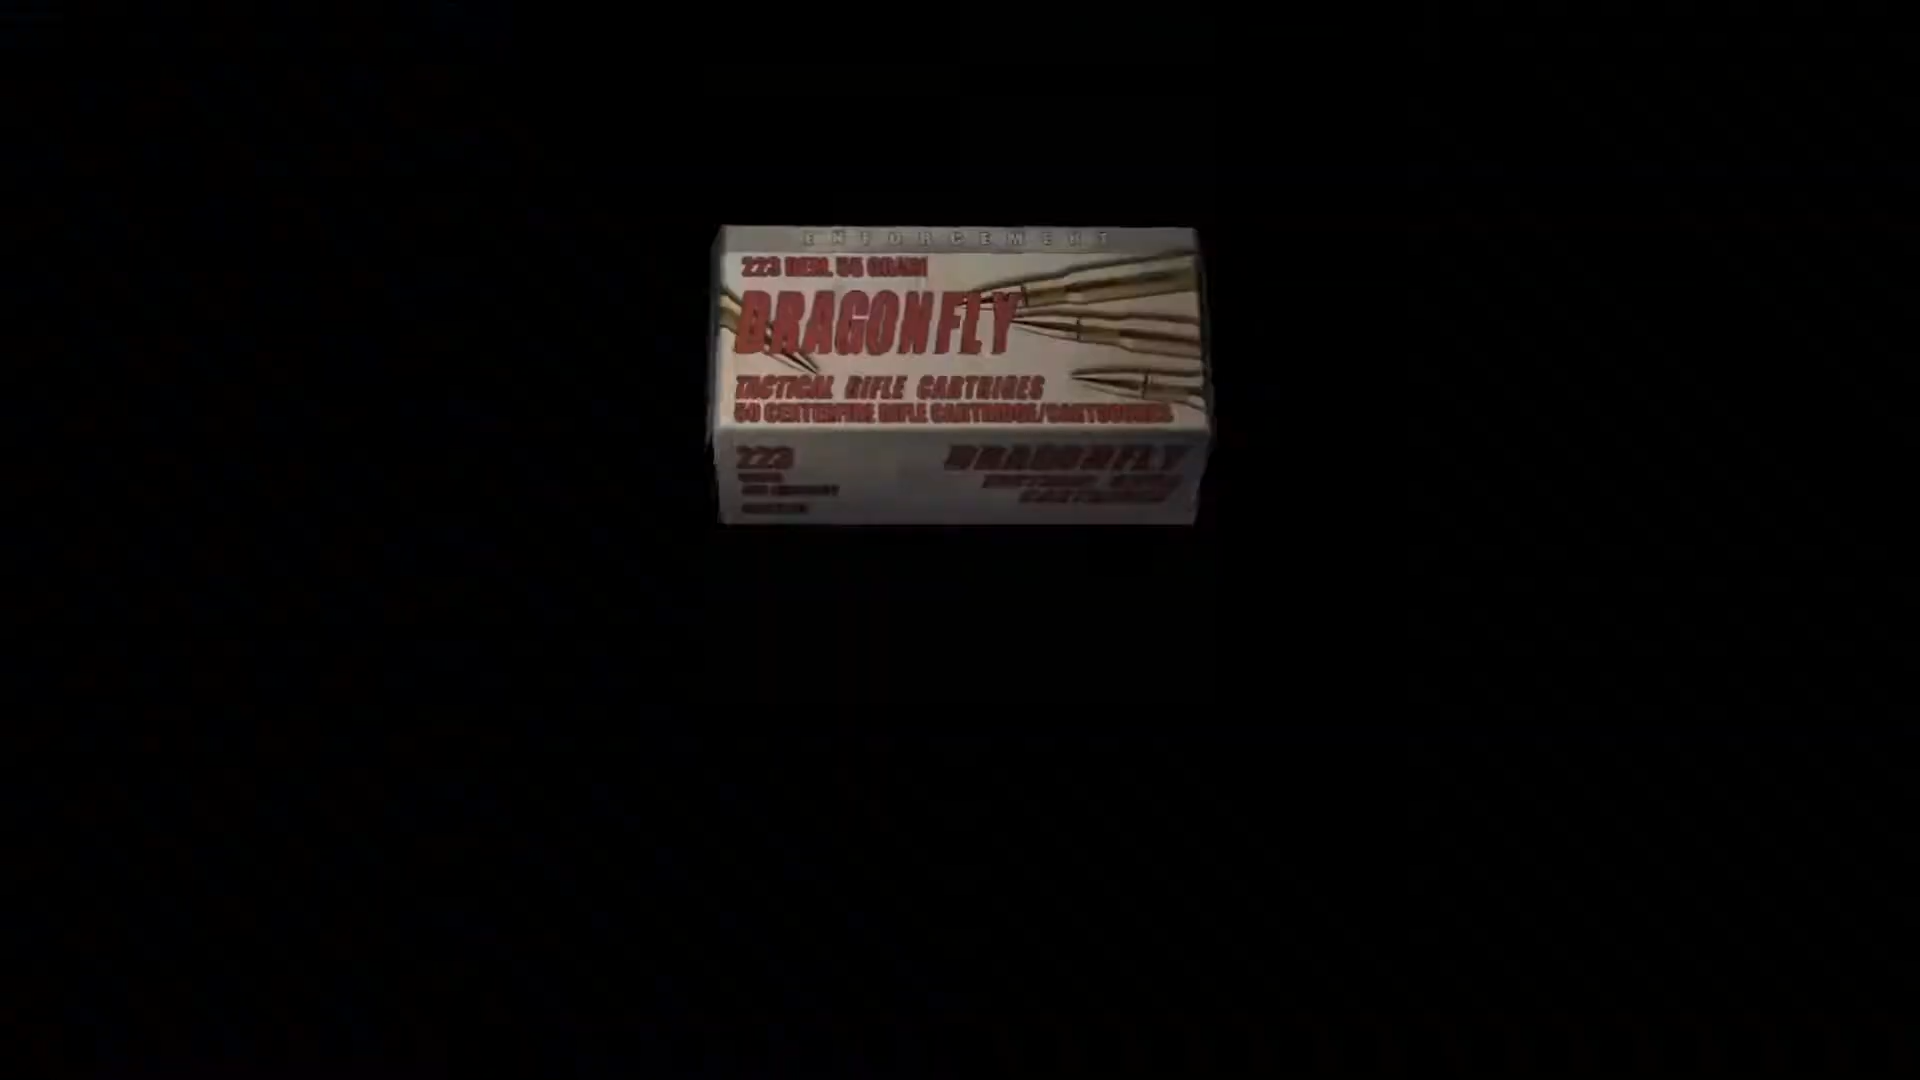 ENFORCEMENT
223 REM. 55 GRAIN
DRAGONFLY
TACTICAL RIFLE CARTRIGES
50 CENTERFIRE RIFLE CARTRIDGE/CARTOUCHES
223
DRAGONFLY